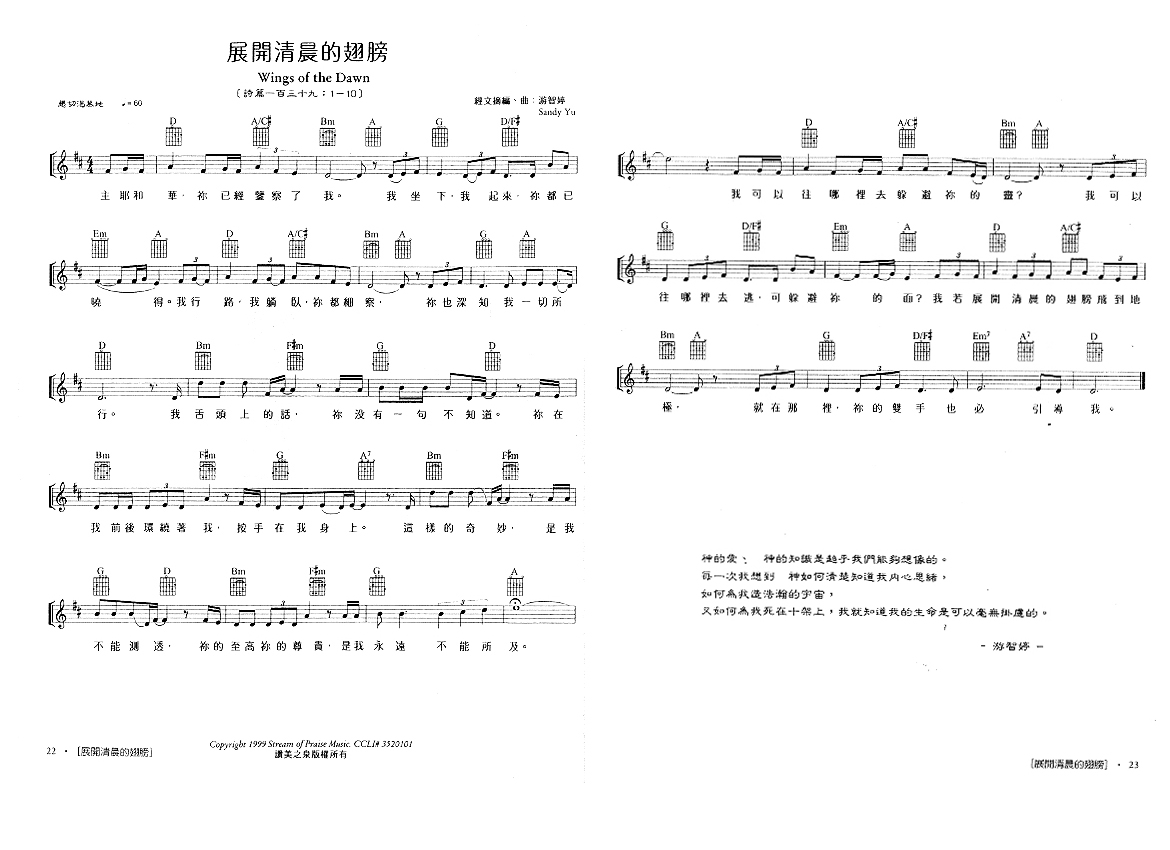 展開清晨的翅膀
Wings of the Dawn
(詩篇一百三十九：1－10)
懇切渴慕地 ♩= 60
經文摘編、曲：游智婷
Sandy Yu
D A/C# Bm A G D/F#
主 耶 和 華， 祢 已 經 鑒 察 了 我。 我 坐 下，我 起 來，祢 都 已
Em A D A/C# Bm A G A
曉 得。我 行 路，我 躺 臥，祢 都 細 察， 祢 也 深 知 我 一 切 所
D Bm F#m G D
行。 我 舌 頭 上 的 話， 祢 没 有 一 句 不 知 道。 祢 在
Bm F#m G A7 Bm F#m
我 前 後 環 繞 著 我， 按 手 在 我 身 上。 這 樣 的 奇 妙， 是 我
G D Bm F#m G A
不 能 測 透， 祢 的 至 高 祢 的 尊 貴，是 我 永 遠 不 能 所 及。
Copyright 1999 Stream of Praise Music. CCLI# 3520101
讚美之泉版權所有
22 ・ [展開清晨的翅膀]
D A/C# Bm A
我 可 以 往 哪 裡 去 躲 避 祢 的 靈? 我 可 以
G D/F# Em A D A/C#
往 哪 裡 去 逃，可 躲 避 祢 的 面? 我 若 展 開 清 晨 的 翅 膀 飛 到 地
Bm A G D/F# Em7 A7 D
極， 就 在 那 裡，祢 的 雙 手 也 必 引 導 我。
神的愛、 神的知識是超乎我們能夠想像的。
每一次我想到 神如何清楚知道我內心思緒，
如何為我造浩瀚的宇宙，
又如何為我死在十架上，我就知道我的生命是可以毫無掛慮的。
- 游智婷 -
[展開清晨的翅膀] ・ 23